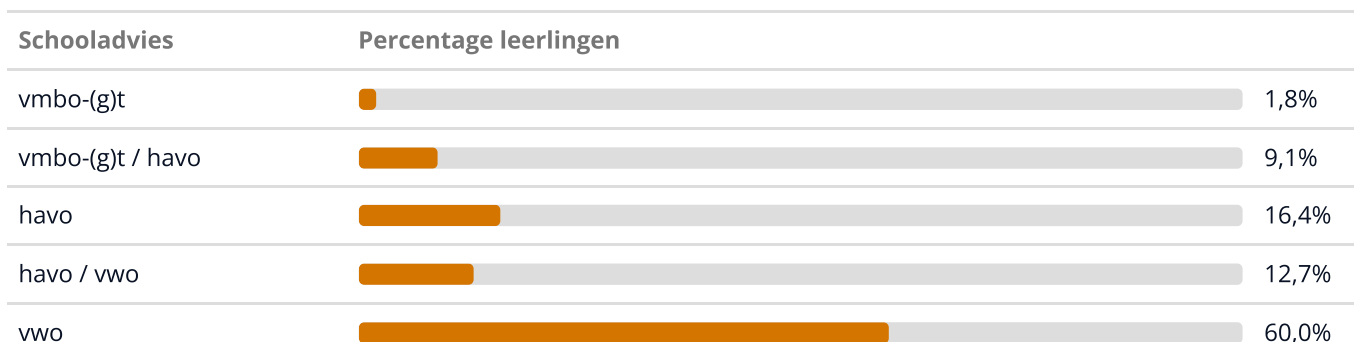 Schooladvies Percentage leerlingen
vmbo-(g)t 1,8%
vmbo-(g)t / havo 9,1%
havo 16,4%
havo / vwo 12,7%
vwo 60,0%